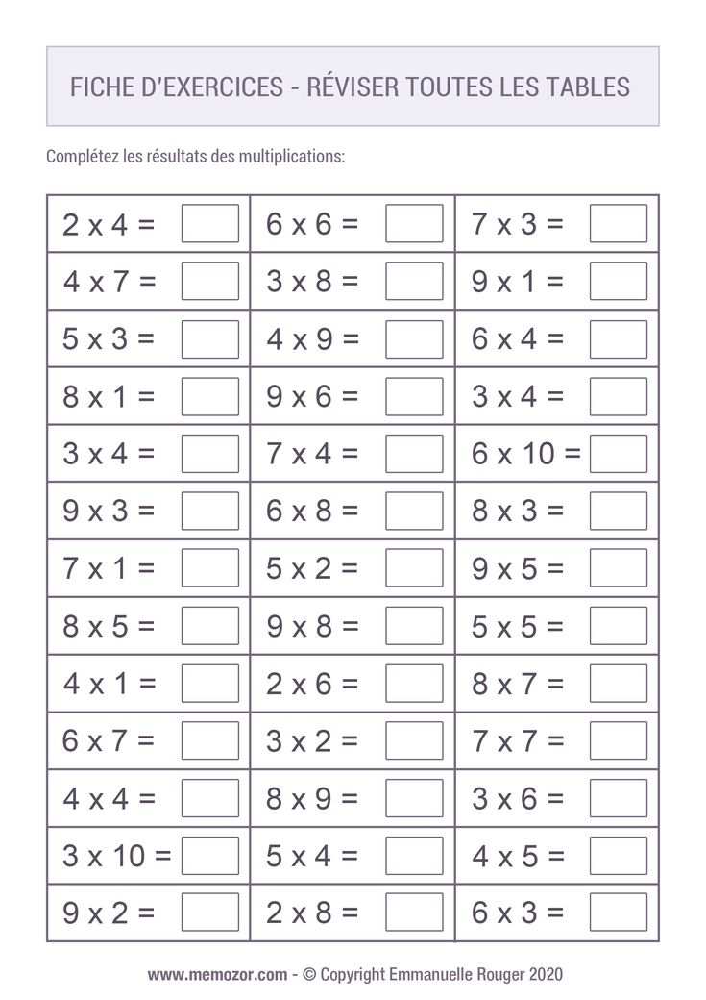 FICHE D'EXERCICES - RÉVISER TOUTES LES TABLES
Complétez les résultats des multiplications:
2 x 4 = 6 x 6 = 7 x 3 =
4 x 7 = 3 x 8 = 9 x 1 =
5 x 3 = 4 x 9 = 6 x 4 =
8 x 1 = 9 x 6 = 3 x 4 =
3 x 4 = 7 x 4 = 6 x 10 =
9 x 3 = 6 x 8 = 8 x 3 =
7 x 1 = 5 x 2 = 9 x 5 =
8 x 5 = 9 x 8 = 5 x 5 =
4 x 1 = 2 x 6 = 8 x 7 =
6 x 7 = 3 x 2 = 7 x 7 =
4 x 4 = 8 x 9 = 3 x 6 =
3 x 10 = 5 x 4 = 4 x 5 =
9 x 2 = 2 x 8 = 6 x 3 =
www.memozor.com - © Copyright Emmanuelle Rouger 2020